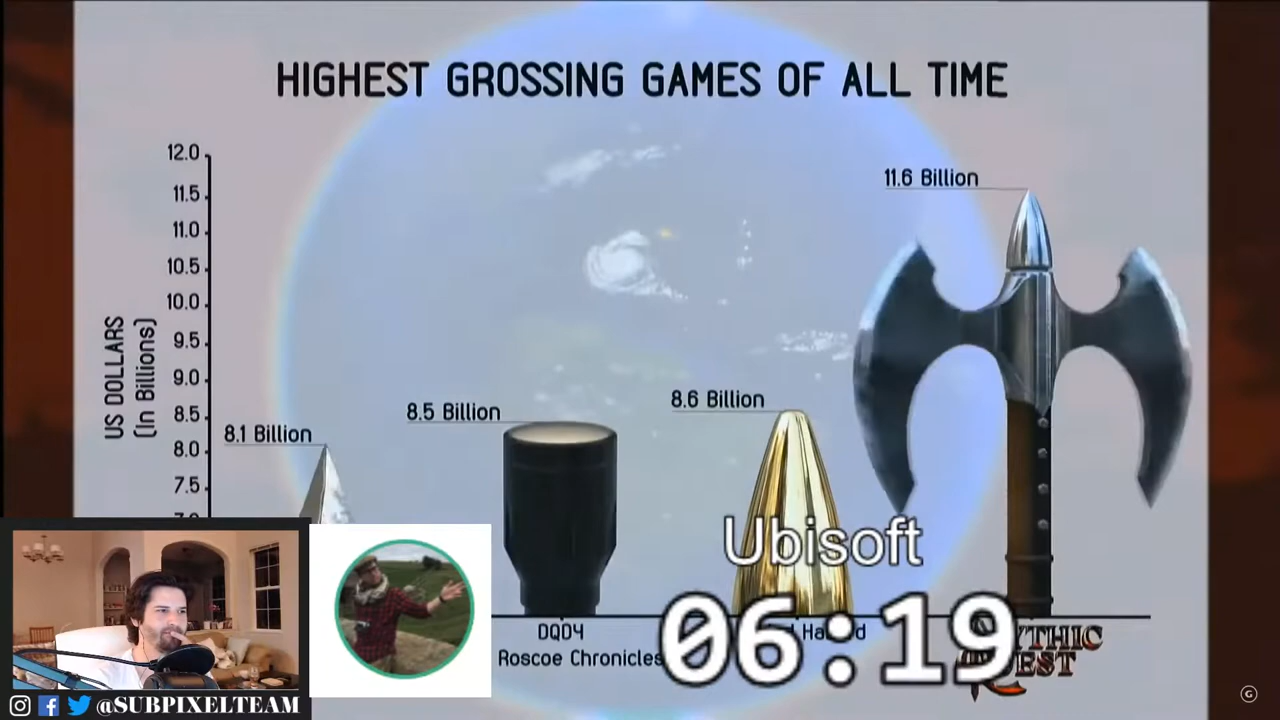 HIGHEST GROSSING GAMES OF ALL TIME
US DOLLARS
(In Billions)
12.0
11.5
11.0
10.5
10.0
9.5
9.0
8.5
8.0
7.5
8.1 Billion
8.5 Billion
8.6 Billion
11.6 Billion
Ubisoft
06:19
DQD4
Roscoe Chronicles
MYTHIC
QUEST
@SUBPIXELTEAM
G